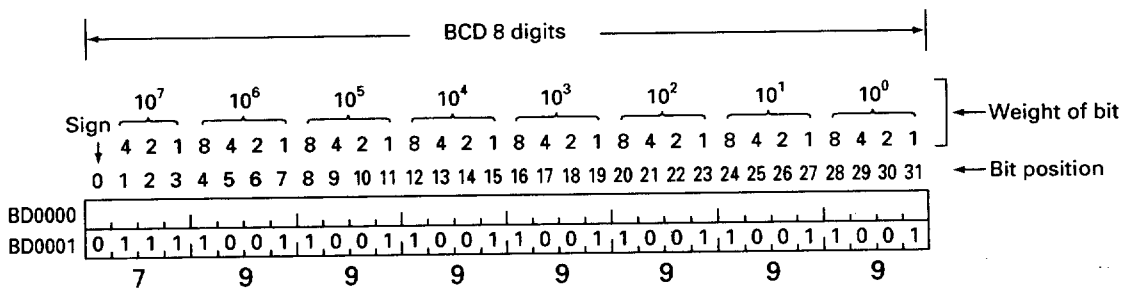 BCD 8 digits
10⁷ 10⁶ 10⁵ 10⁴ 10³ 10² 10¹ 10⁰
Weight of bit
Sign
4 2 1 8 4 2 1 8 4 2 1 8 4 2 1 8 4 2 1 8 4 2 1 8 4 2 1 8 4 2 1
0 1 2 3 4 5 6 7 8 9 10 11 12 13 14 15 16 17 18 19 20 21 22 23 24 25 26 27 28 29 30 31 Bit position
BD0000
BD0001 0 1 1 1 1 0 0 1 1 0 0 1 1 0 0 1 1 0 0 1 1 0 0 1 1 0 0 1 1 0 0 1
7 9 9 9 9 9 9 9